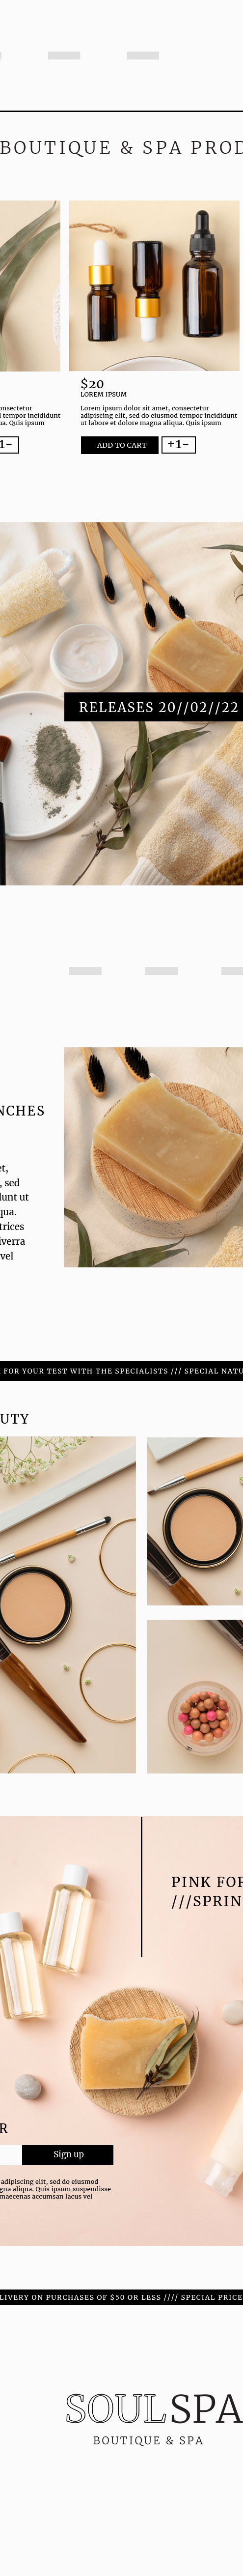 BOUTIQUE & SPA PROD
onsectetur
l tempor incididunt
ua. Quis ipsum
1-
$20
LOREM IPSUM
Lorem ipsum dolor sit amet, consectetur
adipiscing elit, sed do eiusmod tempor incididunt
ut labore et dolore magna aliqua. Quis ipsum
ADD TO CART
+1-
RELEASES 20//02//22
NCHES
et,
, sed
dunt ut
qua.
trices
iverra
vel
FOR YOUR TEST WITH THE SPECIALISTS /// SPECIAL NATU
UTY
PINK FOR
///SPRIN
R
Sign up
adipiscing elit, sed do eiusmod
gna aliqua. Quis ipsum suspendisse
maecenas accumsan lacus vel
LIVERY ON PURCHASES OF $50 OR LESS //// SPECIAL PRICE
SOUL SPA
BOUTIQUE & SPA